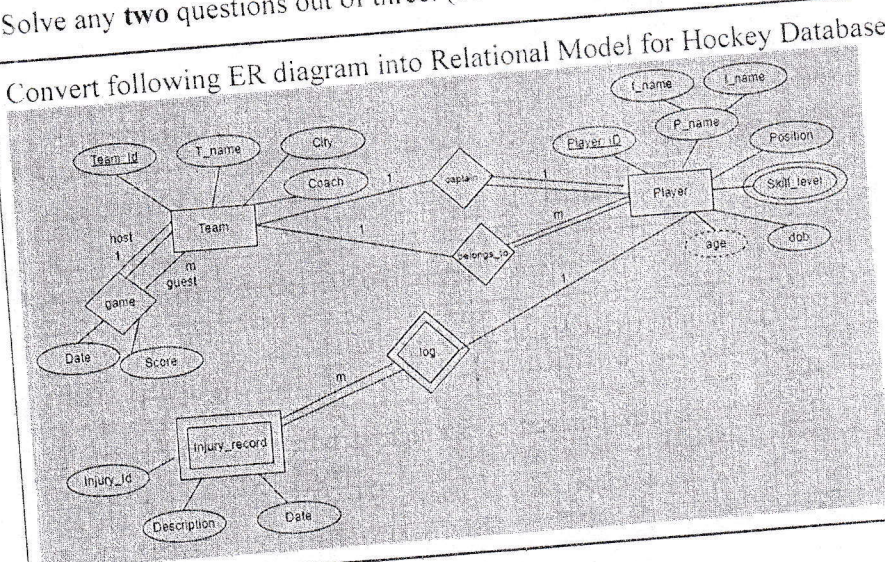 Solve any two questions out of three.
Convert following ER diagram into Relational Model for Hockey Database
f_name
l_name
Team_Id
T_name
City
Player_ID
P_name
Position
Coach
1
captain
1
Player
Skill_level
host
Team
1
m
age
dob
1
m
guest
belongs_to
game
1
Date
Score
log
m
Injury_record
Injury_Id
Description
Date